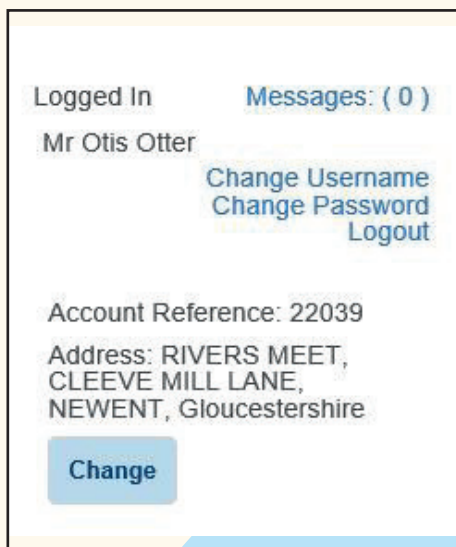 Logged In Messages: ( 0 )
Mr Otis Otter
Change Username
Change Password
Logout
Account Reference: 22039
Address: RIVERS MEET,
CLEEVE MILL LANE,
NEWENT, Gloucestershire
Change